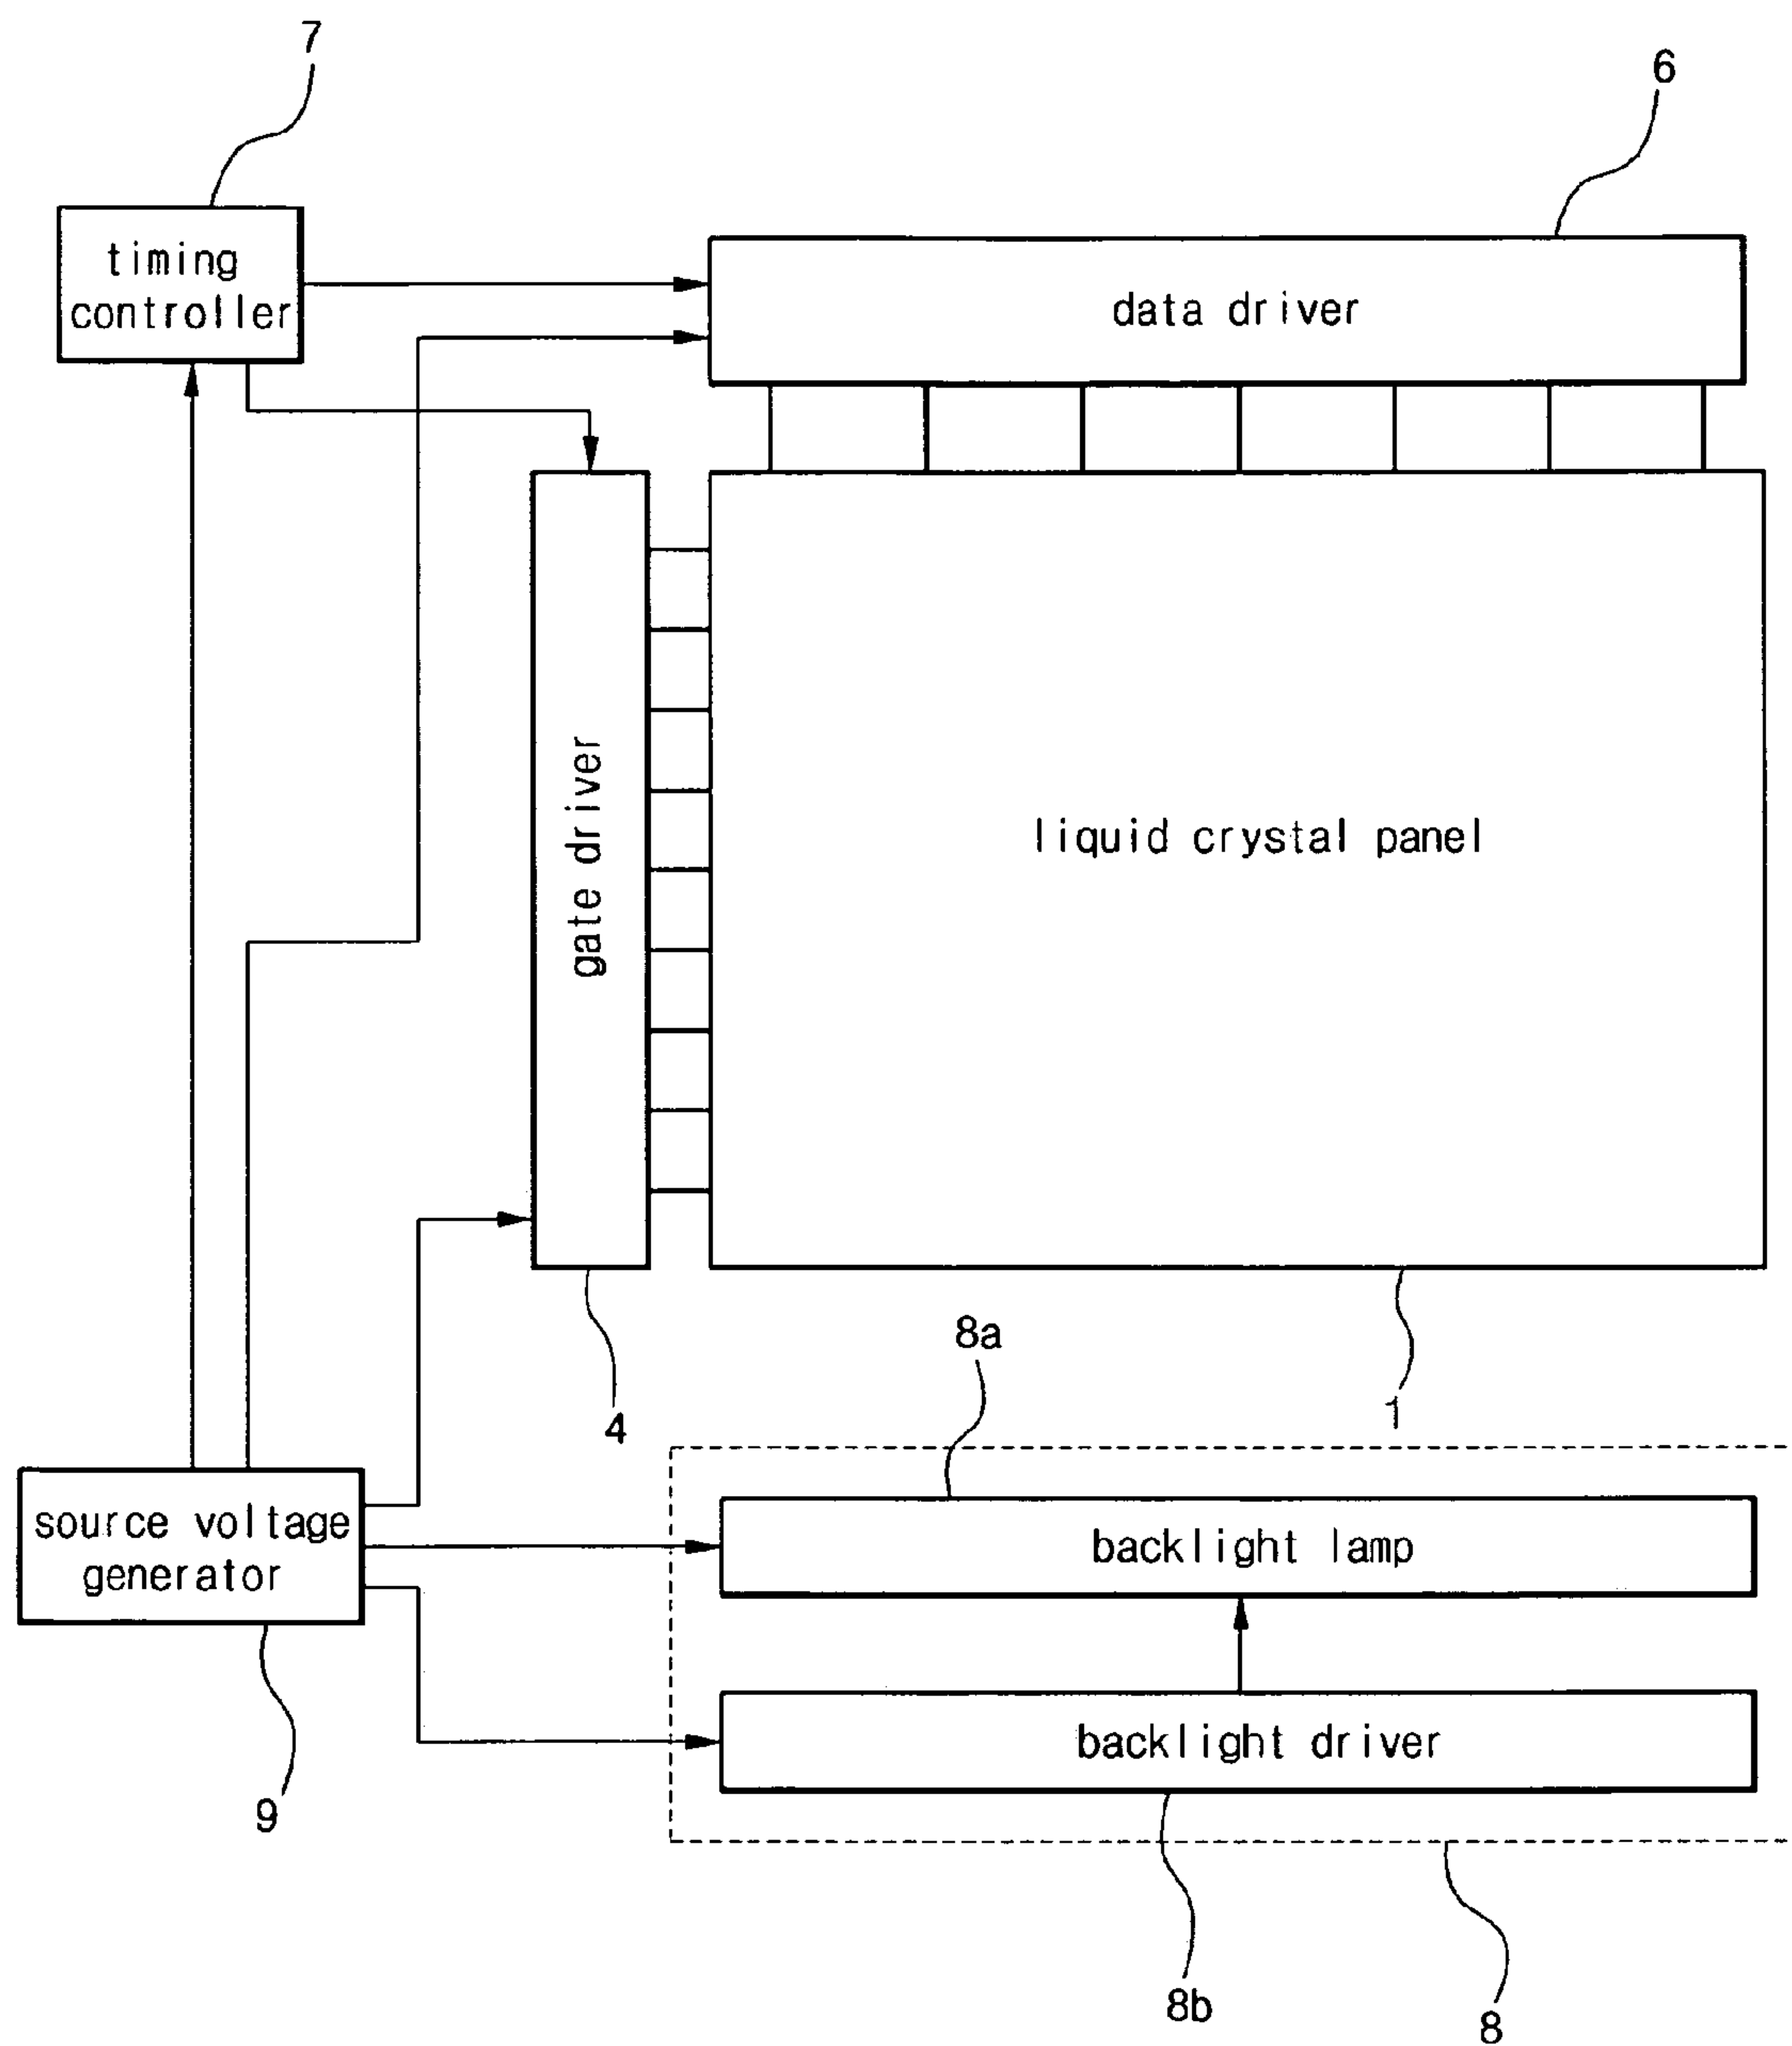 7
6
timing
controller
data driver
gate driver
liquid crystal panel
8a
1
4
source voltage
generator
backlight lamp
backlight driver
9
8b
8